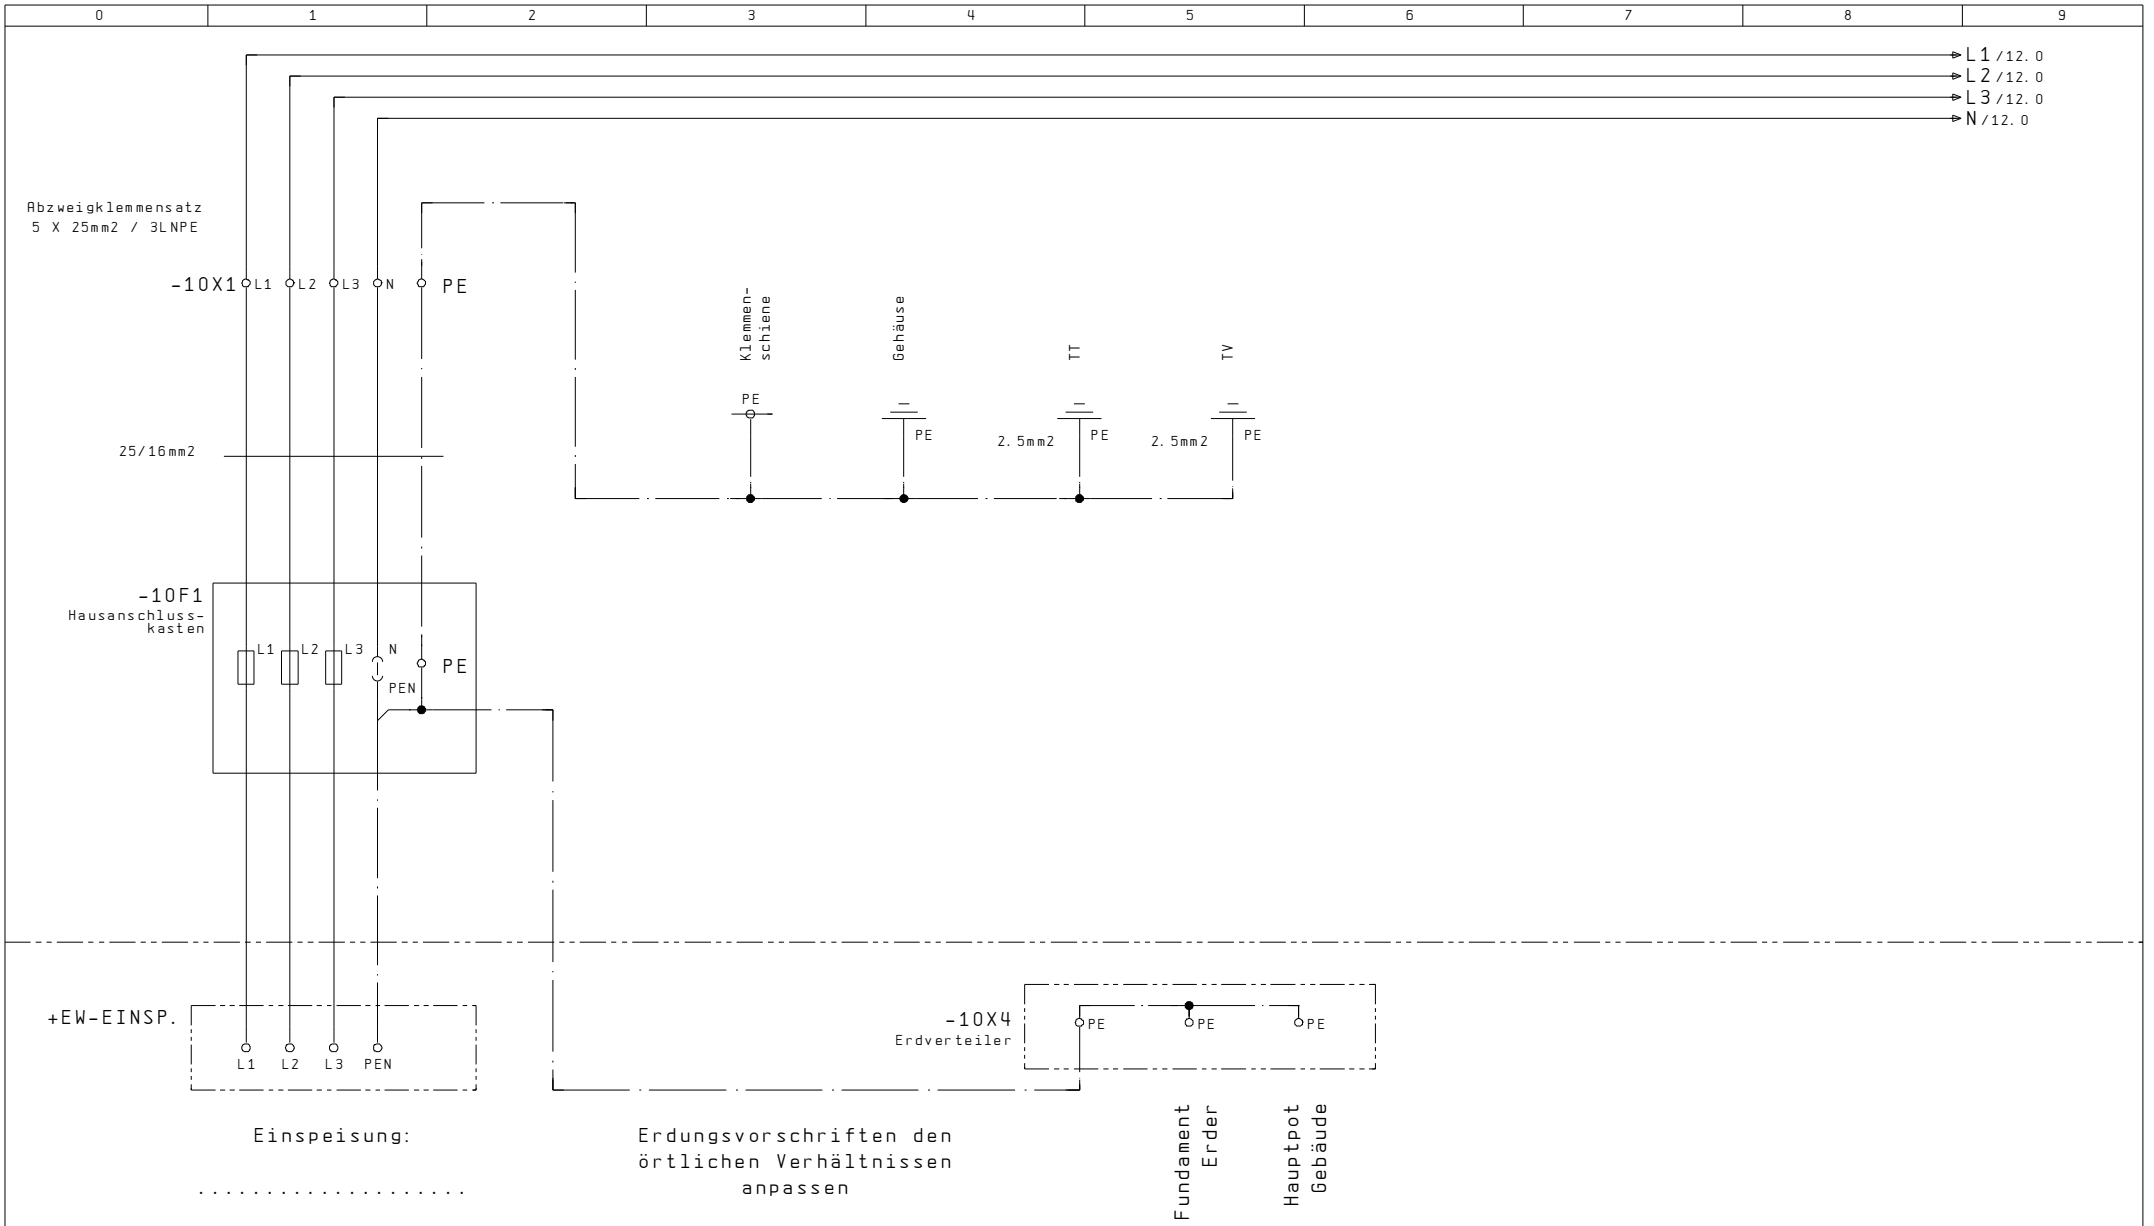 0 1 2 3 4 5 6 7 8 9
L1 /12.0
L2 /12.0
L3 /12.0
N /12.0
Abzweigklemmensatz
5 X 25mm2 / 3LNPE
-10X1 L1 L2 L3 N PE
Klemmen-
schiene
Gehäuse
TT
TV
PE
PE
2.5mm2 PE
2.5mm2 PE
25/16mm2
-10F1
Hausanschluss-
kasten
L1 L2 L3 N
PE
PEN
+EW-EINSP.
L1 L2 L3 PEN
-10X4
Erdverteiler
PE PE PE
Einspeisung:
....................
Erdungsvorschriften den
örtlichen Verhältnissen
anpassen
Fundament
Erder
Hauptpot
Gebäude